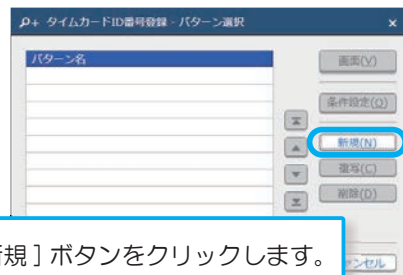 タイムカードID番号登録 - パターン選択
パターン名
画面(V)
条件設定(O)
新規(N)
複写(C)
削除(D)
規 ] ボタンをクリックします。
ンセル